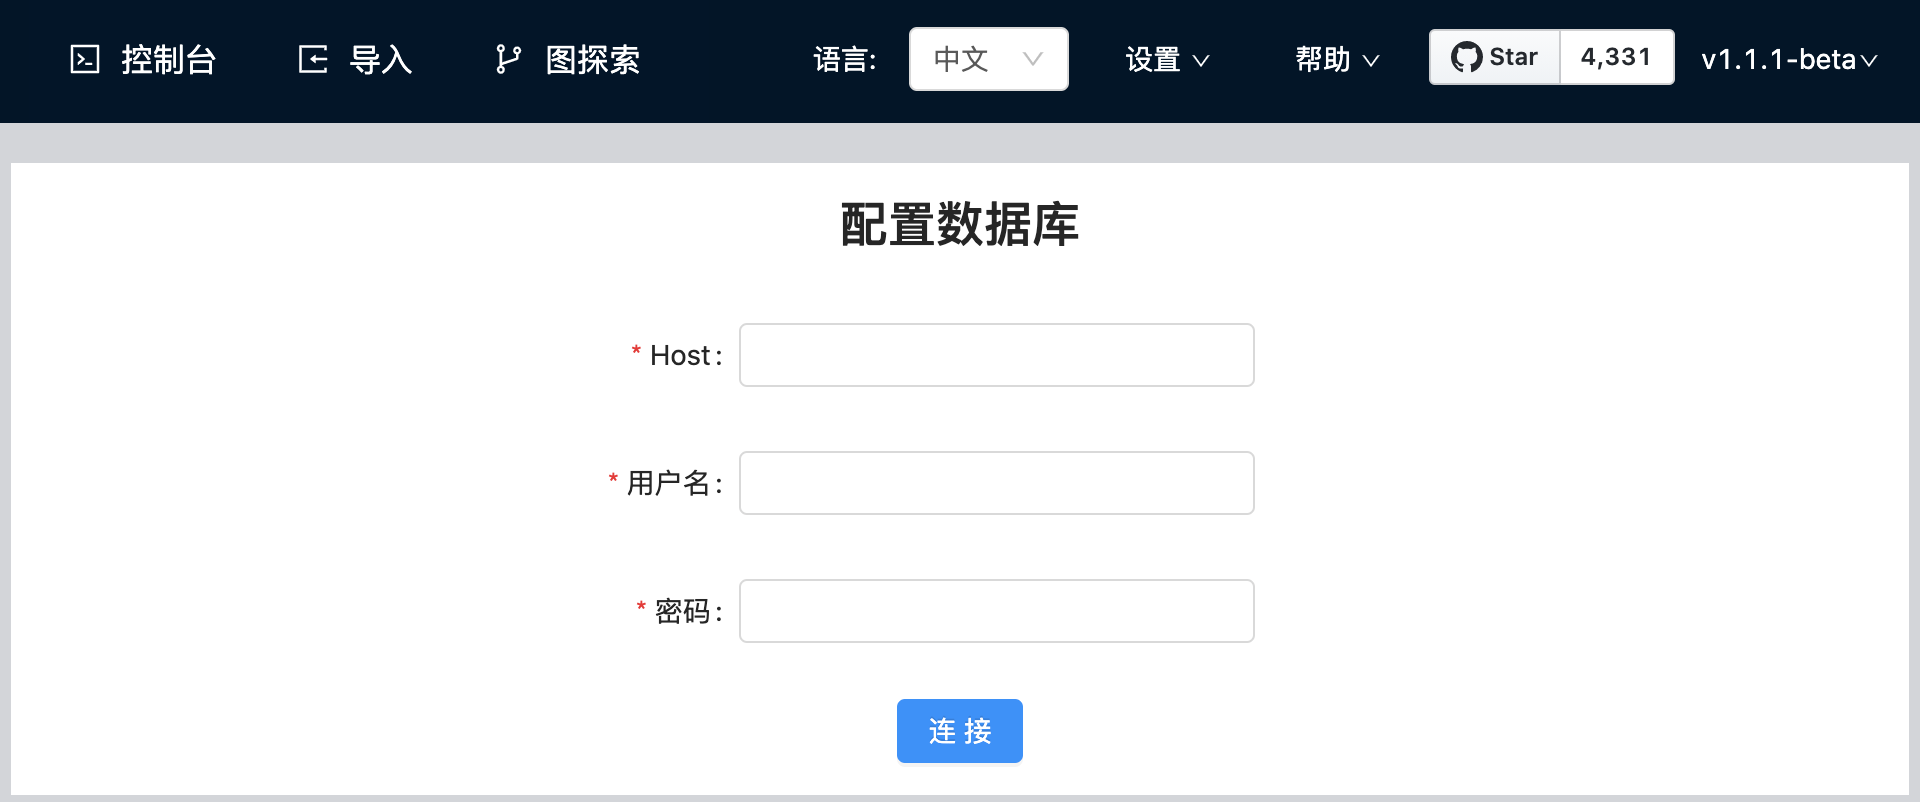 控制台 导入 图探索 语言: 中文 设置 帮助 Star 4,331 v1.1.1-beta
配置数据库
* Host:
* 用户名:
* 密码:
连 接